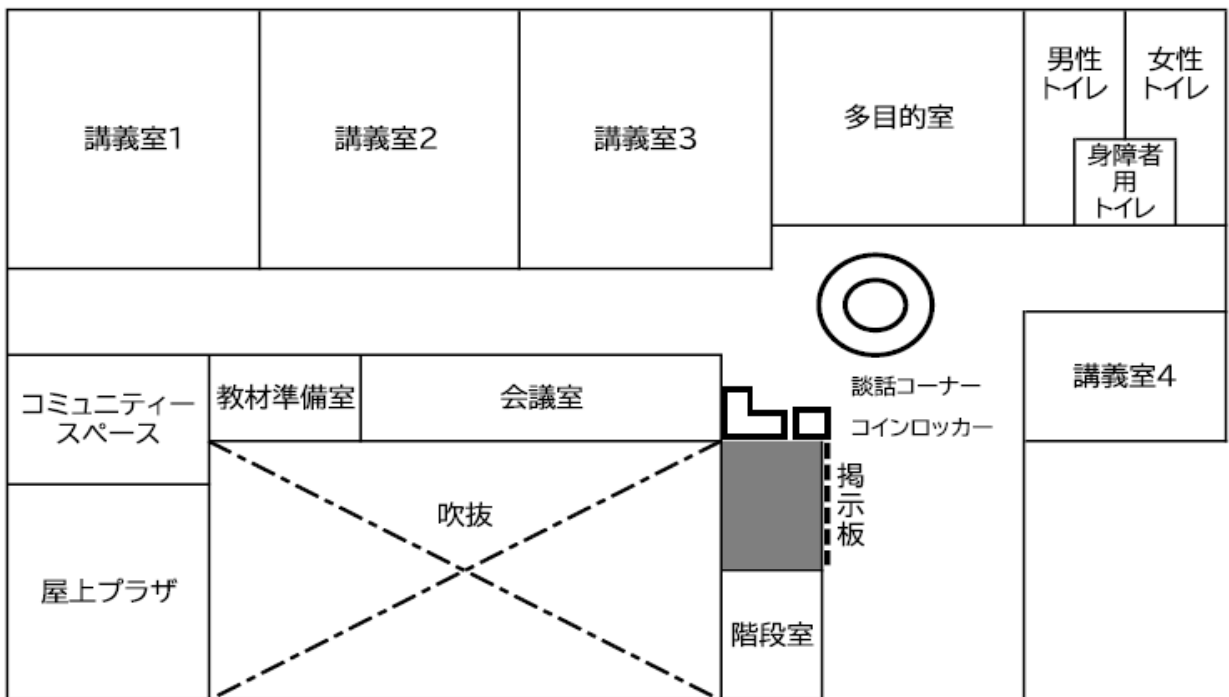 講義室1
講義室2
講義室3
多目的室
男性
トイレ
女性
トイレ
身障者
用
トイレ
講義室4
談話コーナー
コインロッカー
コミュニティー
スペース
教材準備室
会議室
掲示板
吹抜
屋上プラザ
階段室